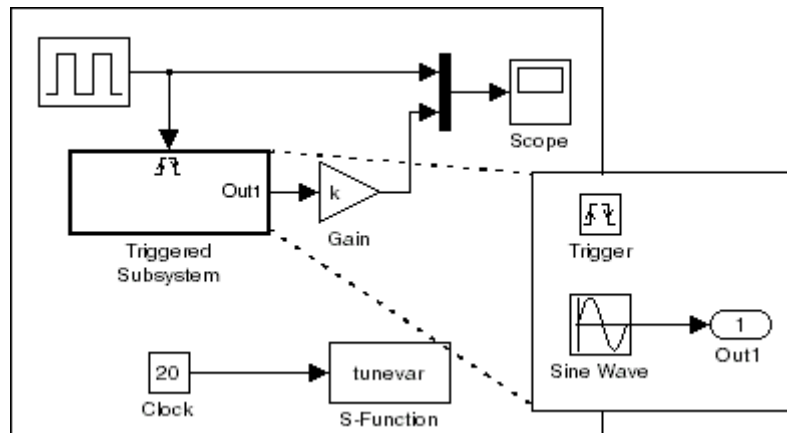 Scope
Out1
k
Triggered
Subsystem
Gain
Trigger
1
Out1
Sine Wave
20
Clock
tunevar
S-Function